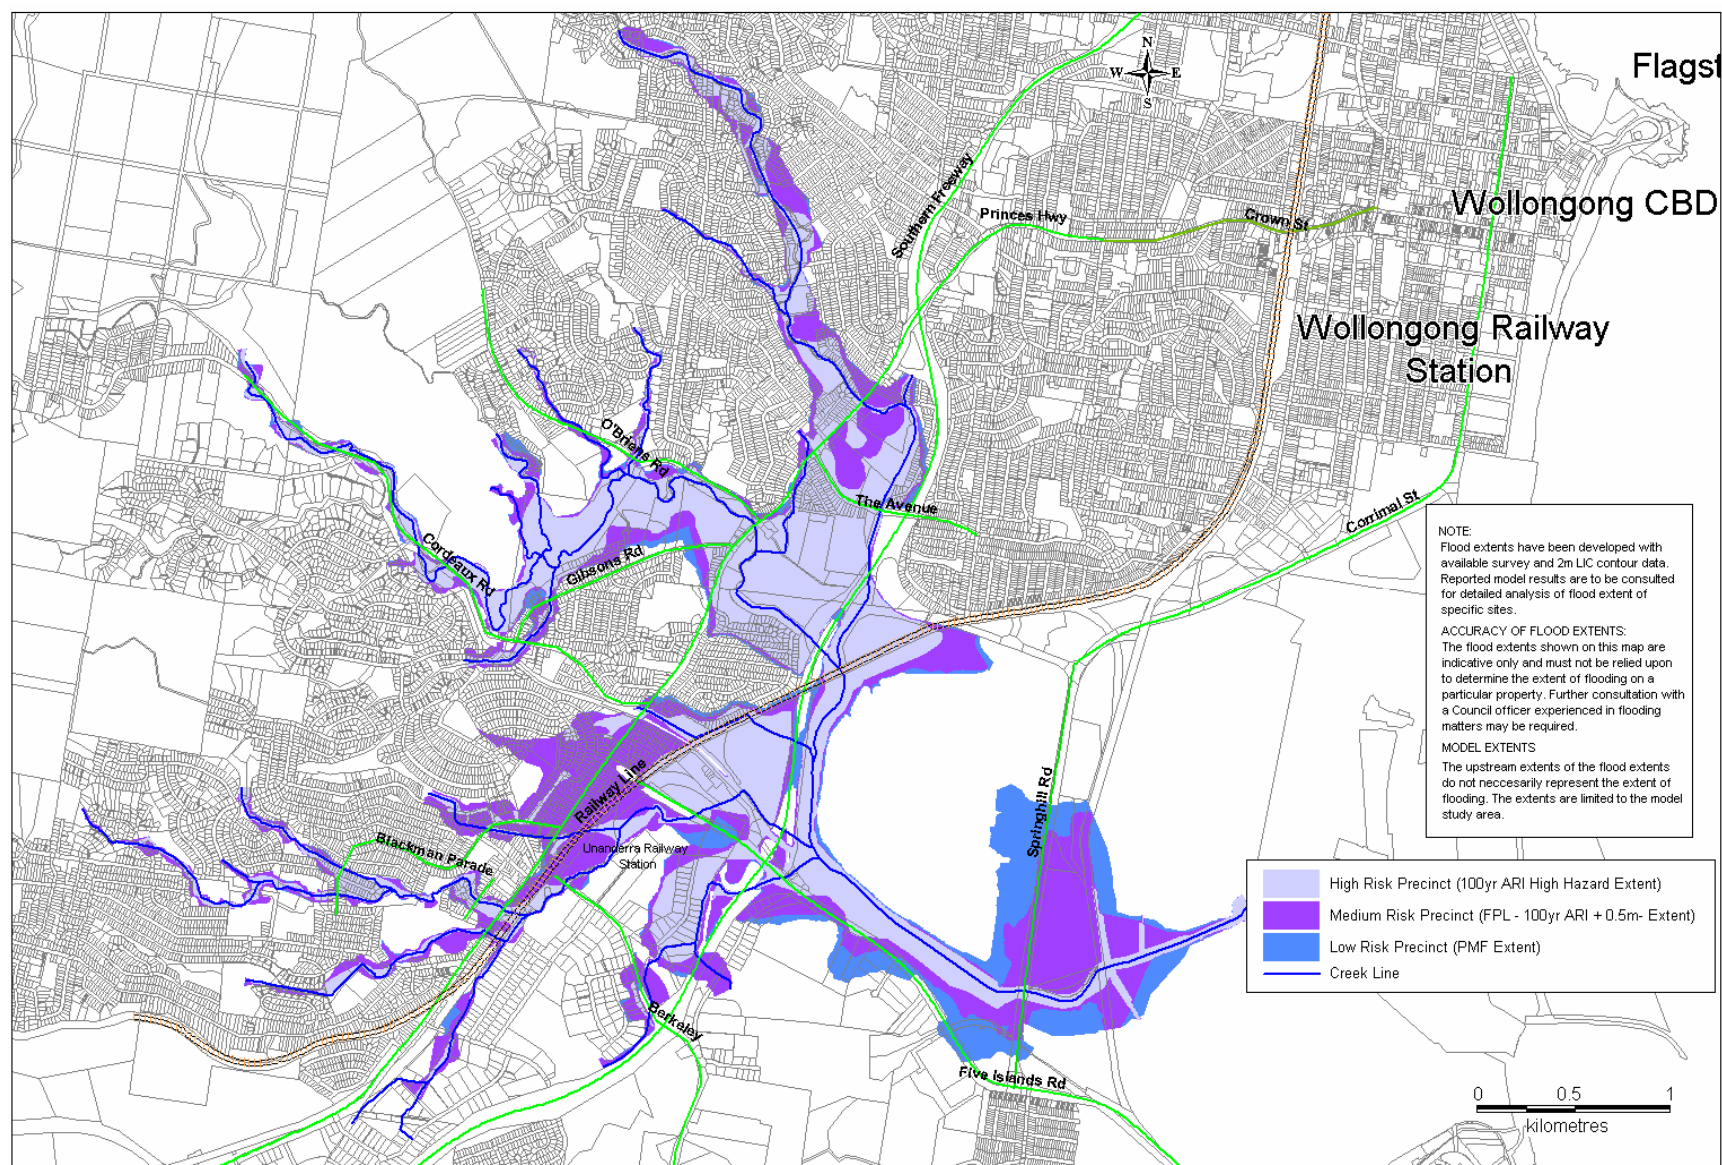 N
W E
S
Flagst
Southern Freeway
Princes Hwy
Crown St
Wollongong CBD
Wollongong Railway
Station
O'Briens Rd
The Avenue
Corrimal St
Cordeaux Rd
Gibsons Rd
NOTE:
Flood extents have been developed with
available survey and 2m LIC contour data.
Reported model results are to be consulted
for detailed analysis of flood extent of
specific sites.
ACCURACY OF FLOOD EXTENTS:
The flood extents shown on this map are
indicative only and must not be relied upon
to determine the extent of flooding on a
particular property. Further consultation with
a Council officer experienced in flooding
matters may be required.
MODEL EXTENTS
The upstream extents of the flood extents
do not neccesarily represent the extent of
flooding. The extents are limited to the model
study area.
Railway Line
Springhill Rd
Blackman Parade
Unanderra Railway
Station
High Risk Precinct (100yr ARI High Hazard Extent)
Medium Risk Precinct (FPL - 100yr ARI + 0.5m- Extent)
Low Risk Precinct (PMF Extent)
Creek Line
Berkeley
Five Islands Rd
0 0.5 1
kilometres